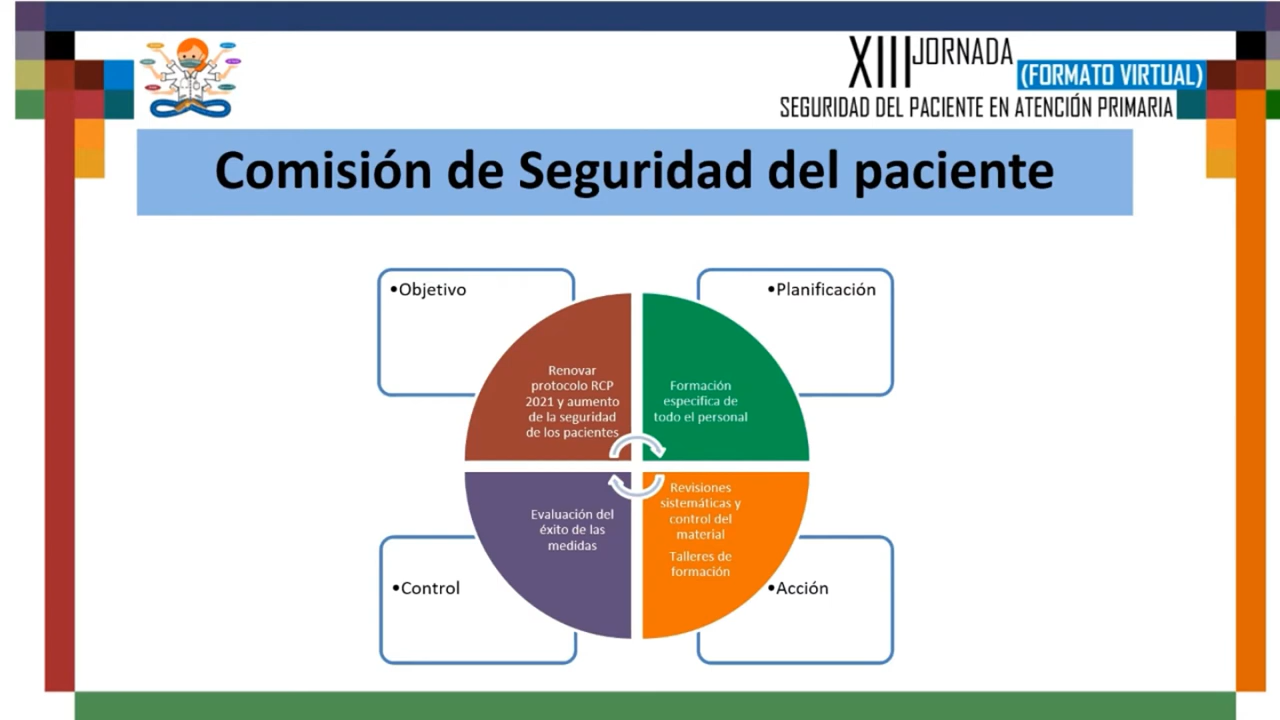 XIII JORNADA
(FORMATO VIRTUAL)
SEGURIDAD DEL PACIENTE EN ATENCIÓN PRIMARIA
Comisión de Seguridad del paciente
•Objetivo
•Planificación
Renovar
protocolo RCP
2021 y aumento
de la seguridad
de los pacientes
Formación
especifica de
todo el personal
Evaluación del
éxito de las
medidas
Revisiones
sistemáticas y
control del
material
Talleres de
formación
•Control
•Acción